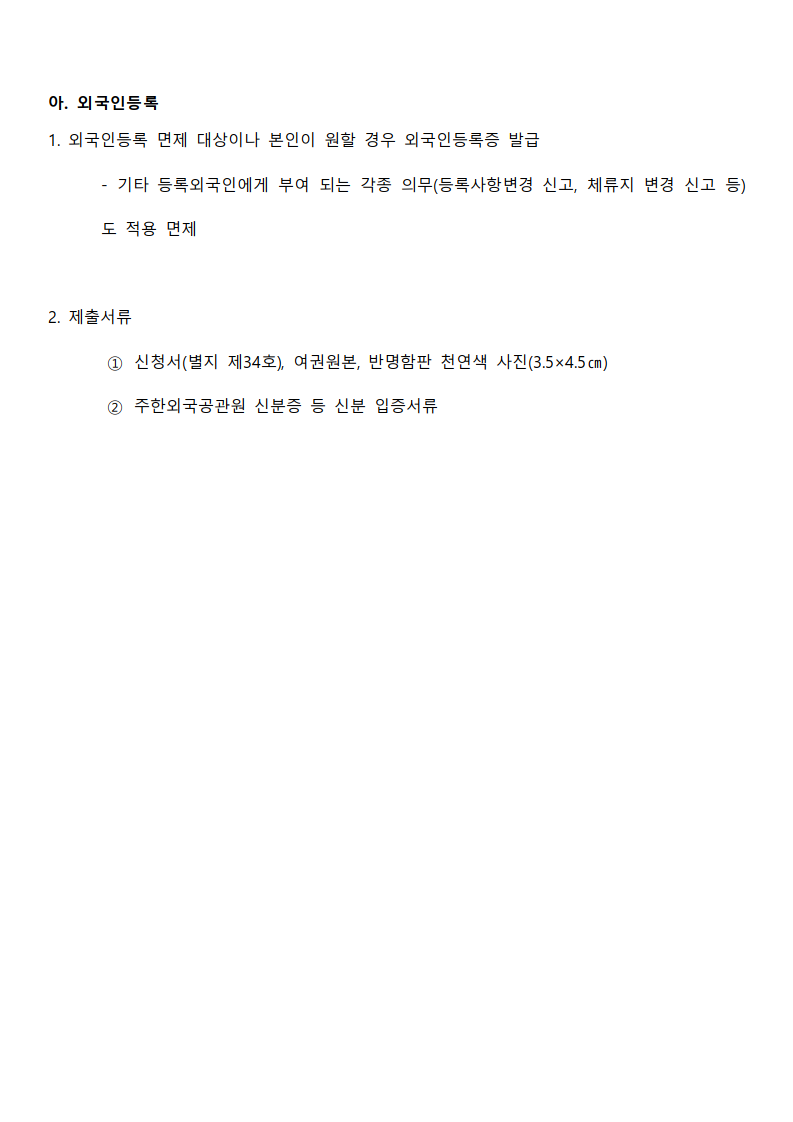 아. 외국인등록
1. 외국인등록 면제 대상이나 본인이 원할 경우 외국인등록증 발급
- 기타 등록외국인에게 부여 되는 각종 의무(등록사항변경 신고, 체류지 변경 신고 등)
도 적용 면제
2. 제출서류
① 신청서(별지 제34호), 여권원본, 반명함판 천연색 사진(3.5×4.5㎝)
② 주한외국공관원 신분증 등 신분 입증서류